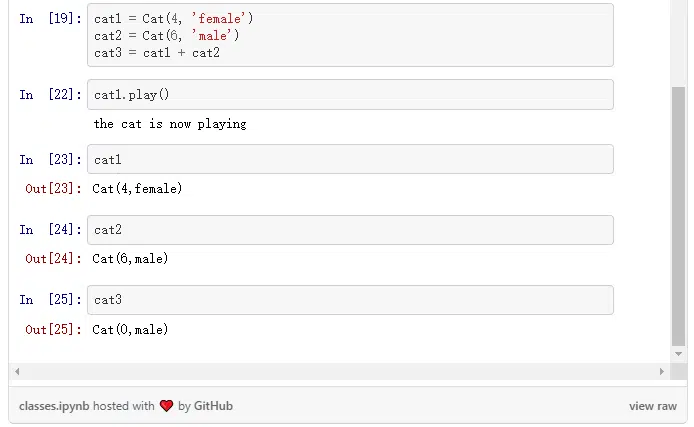 In [19]: cat1 = Cat(4, 'female')
cat2 = Cat(6, 'male')
cat3 = cat1 + cat2
In [22]: cat1.play()
the cat is now playing
In [23]: cat1
Out[23]: Cat(4,female)
In [24]: cat2
Out[24]: Cat(6,male)
In [25]: cat3
Out[25]: Cat(0,male)
classes.ipynb hosted with ❤ by GitHub view raw